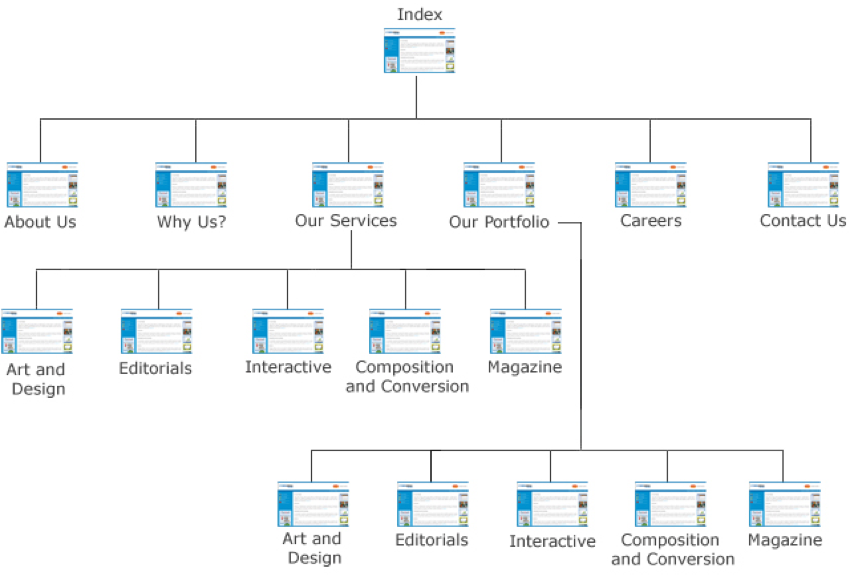 Index
About Us
Why Us?
Our Services
Our Portfolio
Careers
Contact Us
Art and
Design
Editorials
Interactive
Composition
and Conversion
Magazine
Art and
Design
Editorials
Interactive
Composition
and Conversion
Magazine